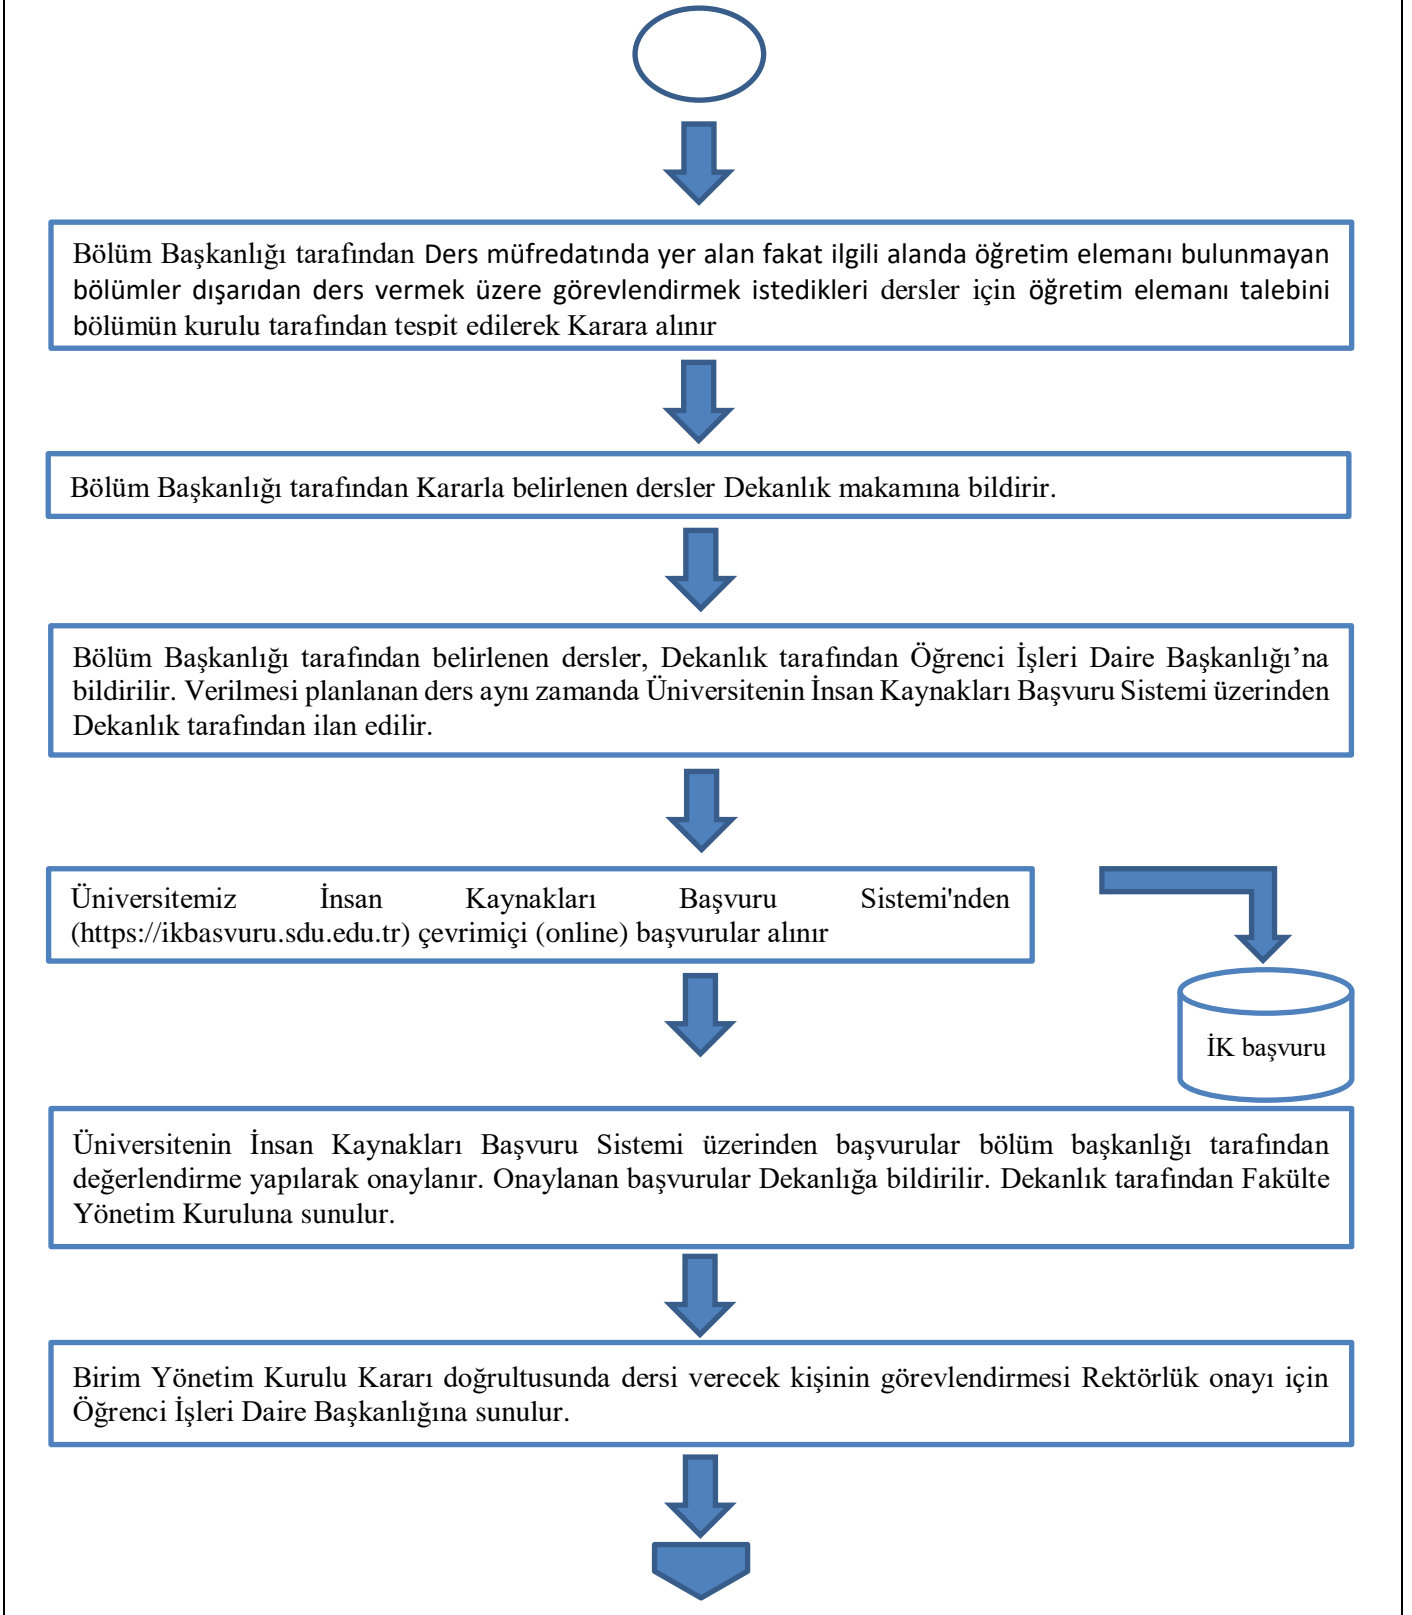 Bölüm Başkanlığı tarafından Ders müfredatında yer alan fakat ilgili alanda öğretim elemanı bulunmayan
bölümler dışarıdan ders vermek üzere görevlendirmek istedikleri dersler için öğretim elemanı talebini
bölümün kurulu tarafından tespit edilerek Karara alınır
Bölüm Başkanlığı tarafından Kararla belirlenen dersler Dekanlık makamına bildirir.
Bölüm Başkanlığı tarafından belirlenen dersler, Dekanlık tarafından Öğrenci İşleri Daire Başkanlığı’na
bildirilir. Verilmesi planlanan ders aynı zamanda Üniversitenin İnsan Kaynakları Başvuru Sistemi üzerinden
Dekanlık tarafından ilan edilir.
Üniversitemiz İnsan Kaynakları Başvuru Sistemi'nden
(https://ikbasvuru.sdu.edu.tr) çevrimiçi (online) başvurular alınır
İK başvuru
Üniversitenin İnsan Kaynakları Başvuru Sistemi üzerinden başvurular bölüm başkanlığı tarafından
değerlendirme yapılarak onaylanır. Onaylanan başvurular Dekanlığa bildirilir. Dekanlık tarafından Fakülte
Yönetim Kuruluna sunulur.
Birim Yönetim Kurulu Kararı doğrultusunda dersi verecek kişinin görevlendirmesi Rektörlük onayı için
Öğrenci İşleri Daire Başkanlığına sunulur.